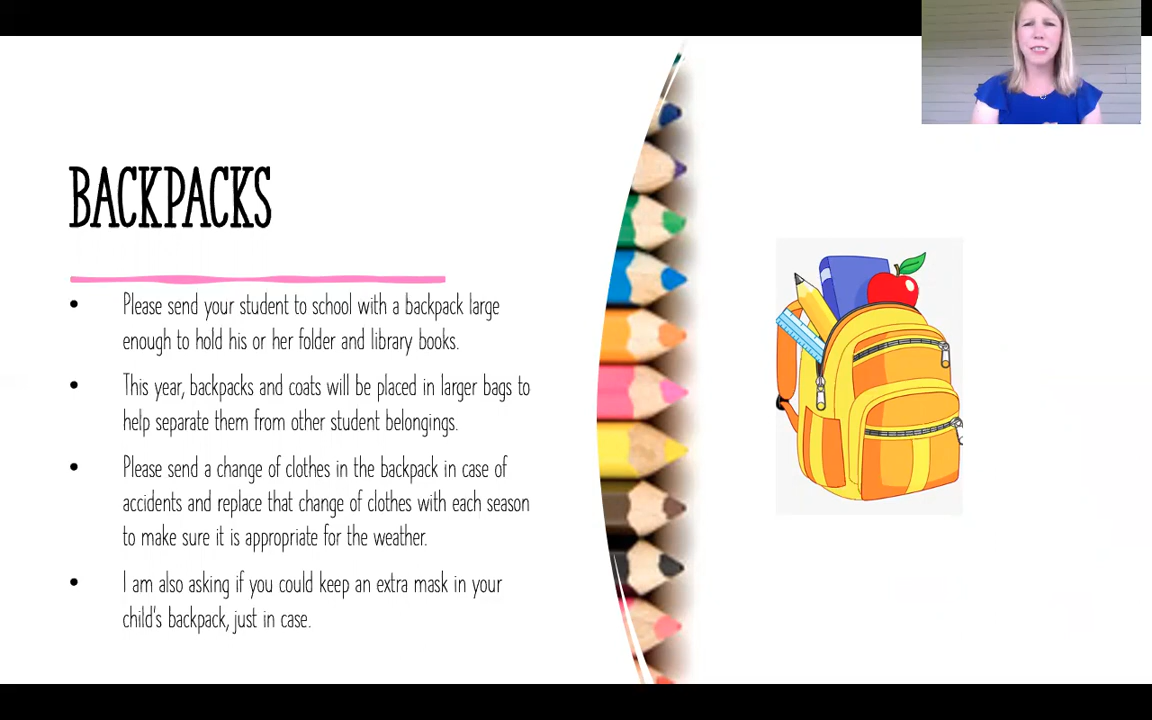 BACKPACKS
• Please send your student to school with a backpack large
enough to hold his or her folder and library books.
• This year, backpacks and coats will be placed in larger bags to
help separate them from other student belongings.
• Please send a change of clothes in the backpack in case of
accidents and replace that change of clothes with each season
to make sure it is appropriate for the weather.
• I am also asking if you could keep an extra mask in your
child's backpack, just in case.